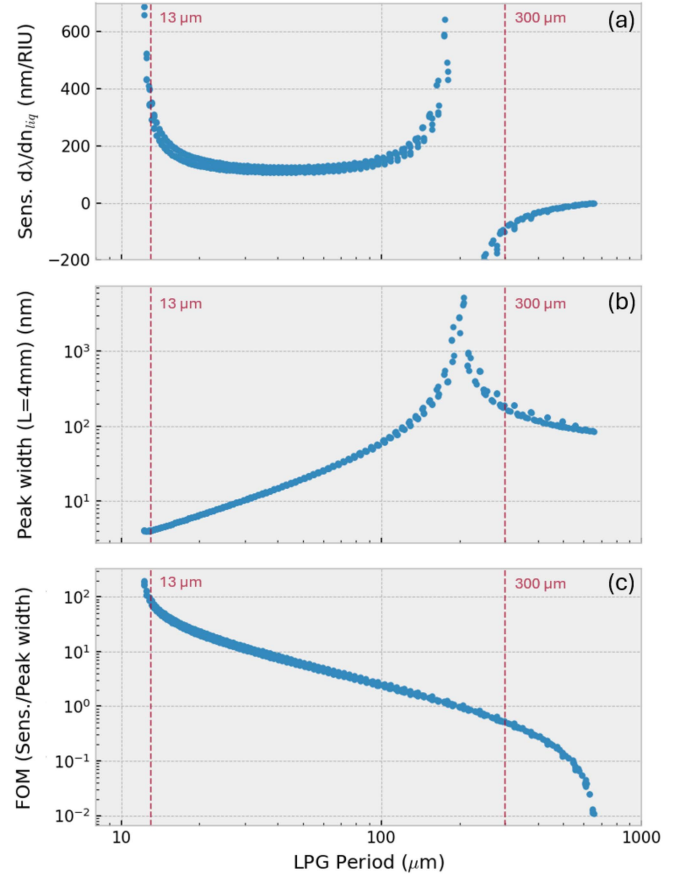 (a)
13 µm
300 µm
600
400
200
0
−200
Sens. dλ/dn_liq (nm/RIU)
(b)
13 µm
300 µm
10³
10²
10¹
Peak width (L=4mm) (nm)
(c)
13 µm
300 µm
10²
10¹
10⁰
10⁻¹
10⁻²
FOM (Sens./Peak width)
10
100
1000
LPG Period (µm)